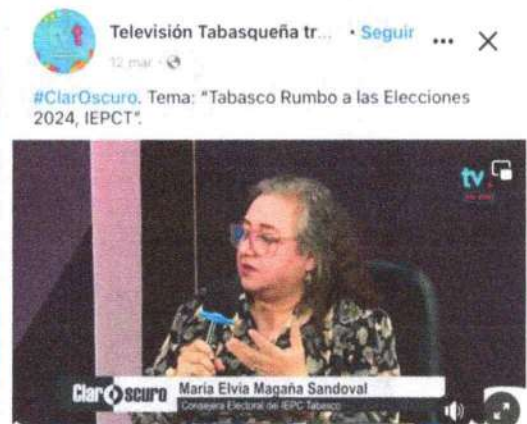 Televisión Tabasqueña tr... · Seguir
12 mar ·
#ClarOscuro. Tema: "Tabasco Rumbo a las Elecciones
2024, IEPCT".
tv
ClarOscuro
María Elvia Magaña Sandoval
Consejera Electoral del IEPC Tabasco